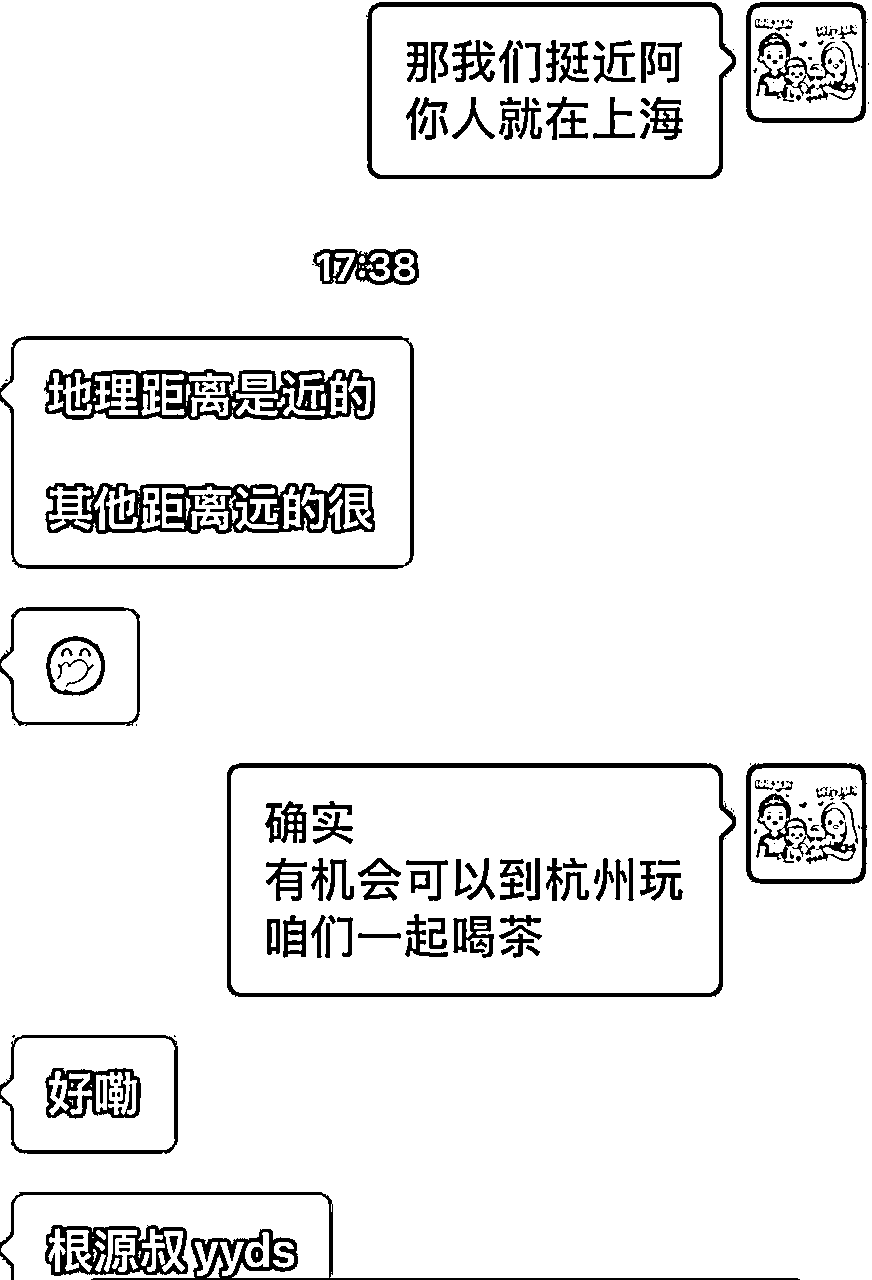 那我们挺近阿
你人就在上海
17:38
地理距离是近的
其他距离远的很
确实
有机会可以到杭州玩
咱们一起喝茶
好嘞
根源叔 yyds